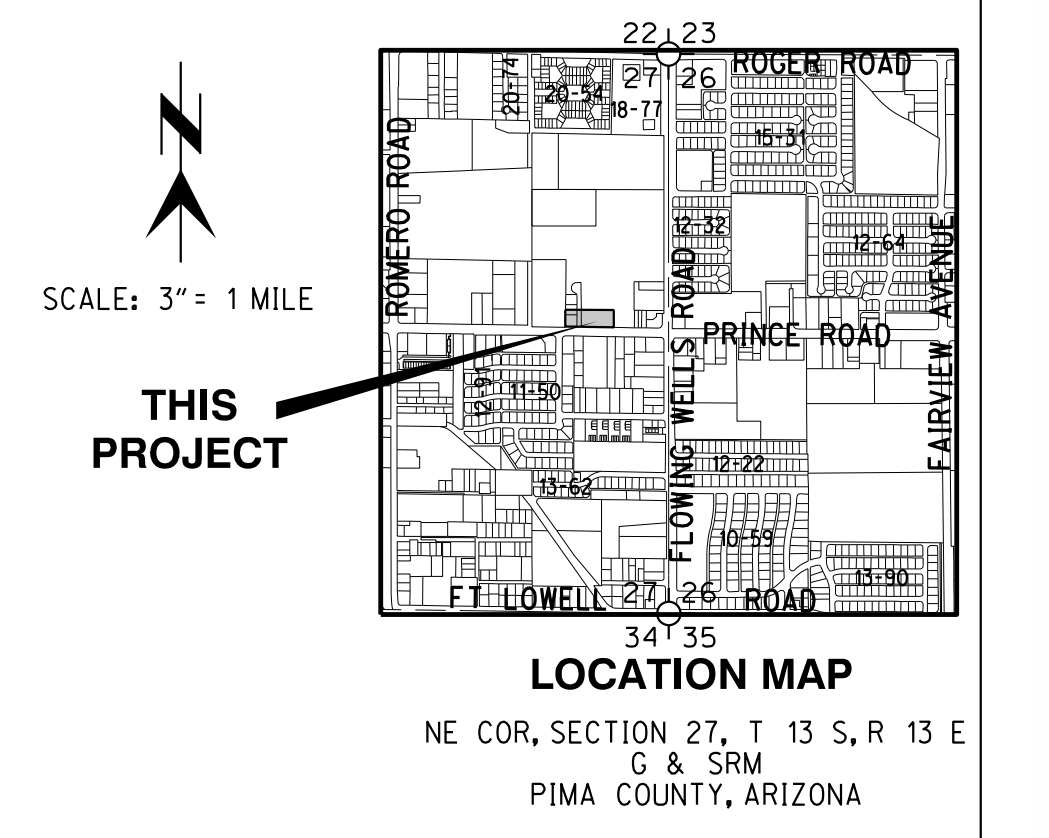 22 23
27 26
ROGER ROAD
20-74
20-54
18-77
15-31
ROMERO ROAD
N
12-32
12-64
FAIRVIEW AVENUE
FLOWING WELLS ROAD
SCALE: 3" = 1 MILE
PRINCE ROAD
THIS
PROJECT
12-91
11-50
12-22
13-62
10-59
13-90
FT LOWELL ROAD
27 26
34 35
LOCATION MAP
NE COR, SECTION 27, T 13 S, R 13 E
G & SRM
PIMA COUNTY, ARIZONA